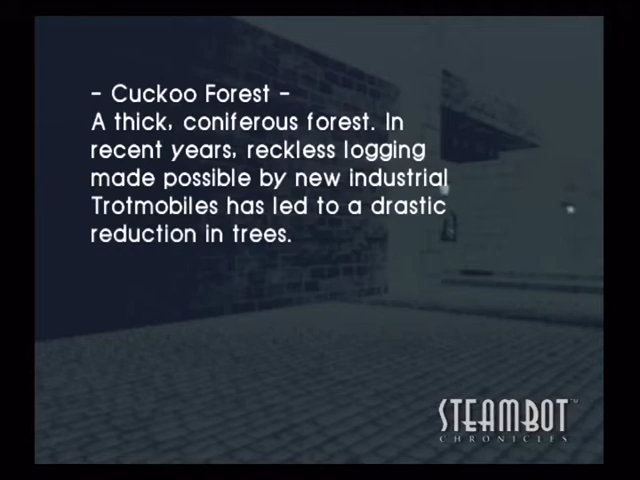 - Cuckoo Forest -
A thick, coniferous forest. In
recent years, reckless logging
made possible by new industrial
Trotmobiles has led to a drastic
reduction in trees.
STEAMBOT™
CHRONICLES